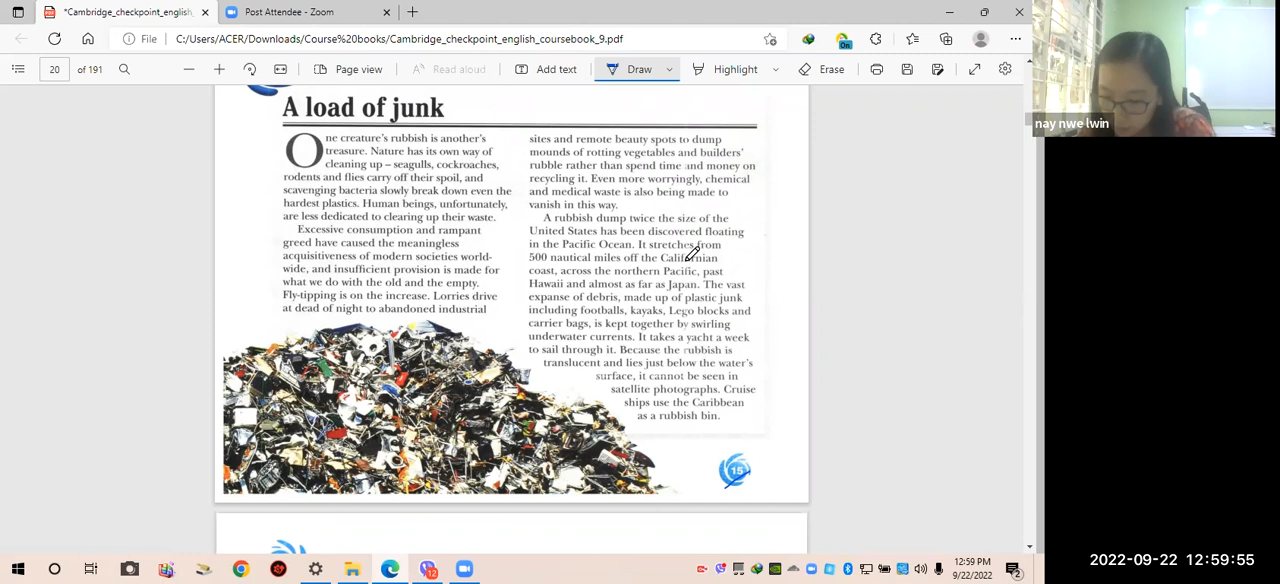 *Cambridge_checkpoint_english_
Post Attendee - Zoom
File
C:/Users/ACER/Downloads/Course%20books/Cambridge_checkpoint_english_coursebook_9.pdf
On
20 of 191
Page view
Read aloud
Add text
Draw
Highlight
Erase
nay nwe lwin
A load of junk
One creature's rubbish is another's
treasure. Nature has its own way of
cleaning up – seagulls, cockroaches,
rodents and flies carry off their spoil, and
scavenging bacteria slowly break down even the
hardest plastics. Human beings, unfortunately,
are less dedicated to clearing up their waste.
Excessive consumption and rampant
greed have caused the meaningless
acquisitiveness of modern societies world-
wide, and insufficient provision is made for
what we do with the old and the empty.
Fly-tipping is on the increase. Lorries drive
at dead of night to abandoned industrial
sites and remote beauty spots to dump
mounds of rotting vegetables and builders'
rubble rather than spend time and money on
recycling it. Even more worryingly, chemical
and medical waste is also being made to
vanish in this way.
A rubbish dump twice the size of the
United States has been discovered floating
in the Pacific Ocean. It stretches from
500 nautical miles off the Californian
coast, across the northern Pacific, past
Hawaii and almost as far as Japan. The vast
expanse of debris, made up of plastic junk
including footballs, kayaks, Lego blocks and
carrier bags, is kept together by swirling
underwater currents. It takes a yacht a week
to sail through it. Because the rubbish is
translucent and lies just below the water's
surface, it cannot be seen in
satellite photographs. Cruise
ships use the Caribbean
as a rubbish bin.
15
12
12:59 PM
9/22/2022
2
2022-09-22 12:59:55